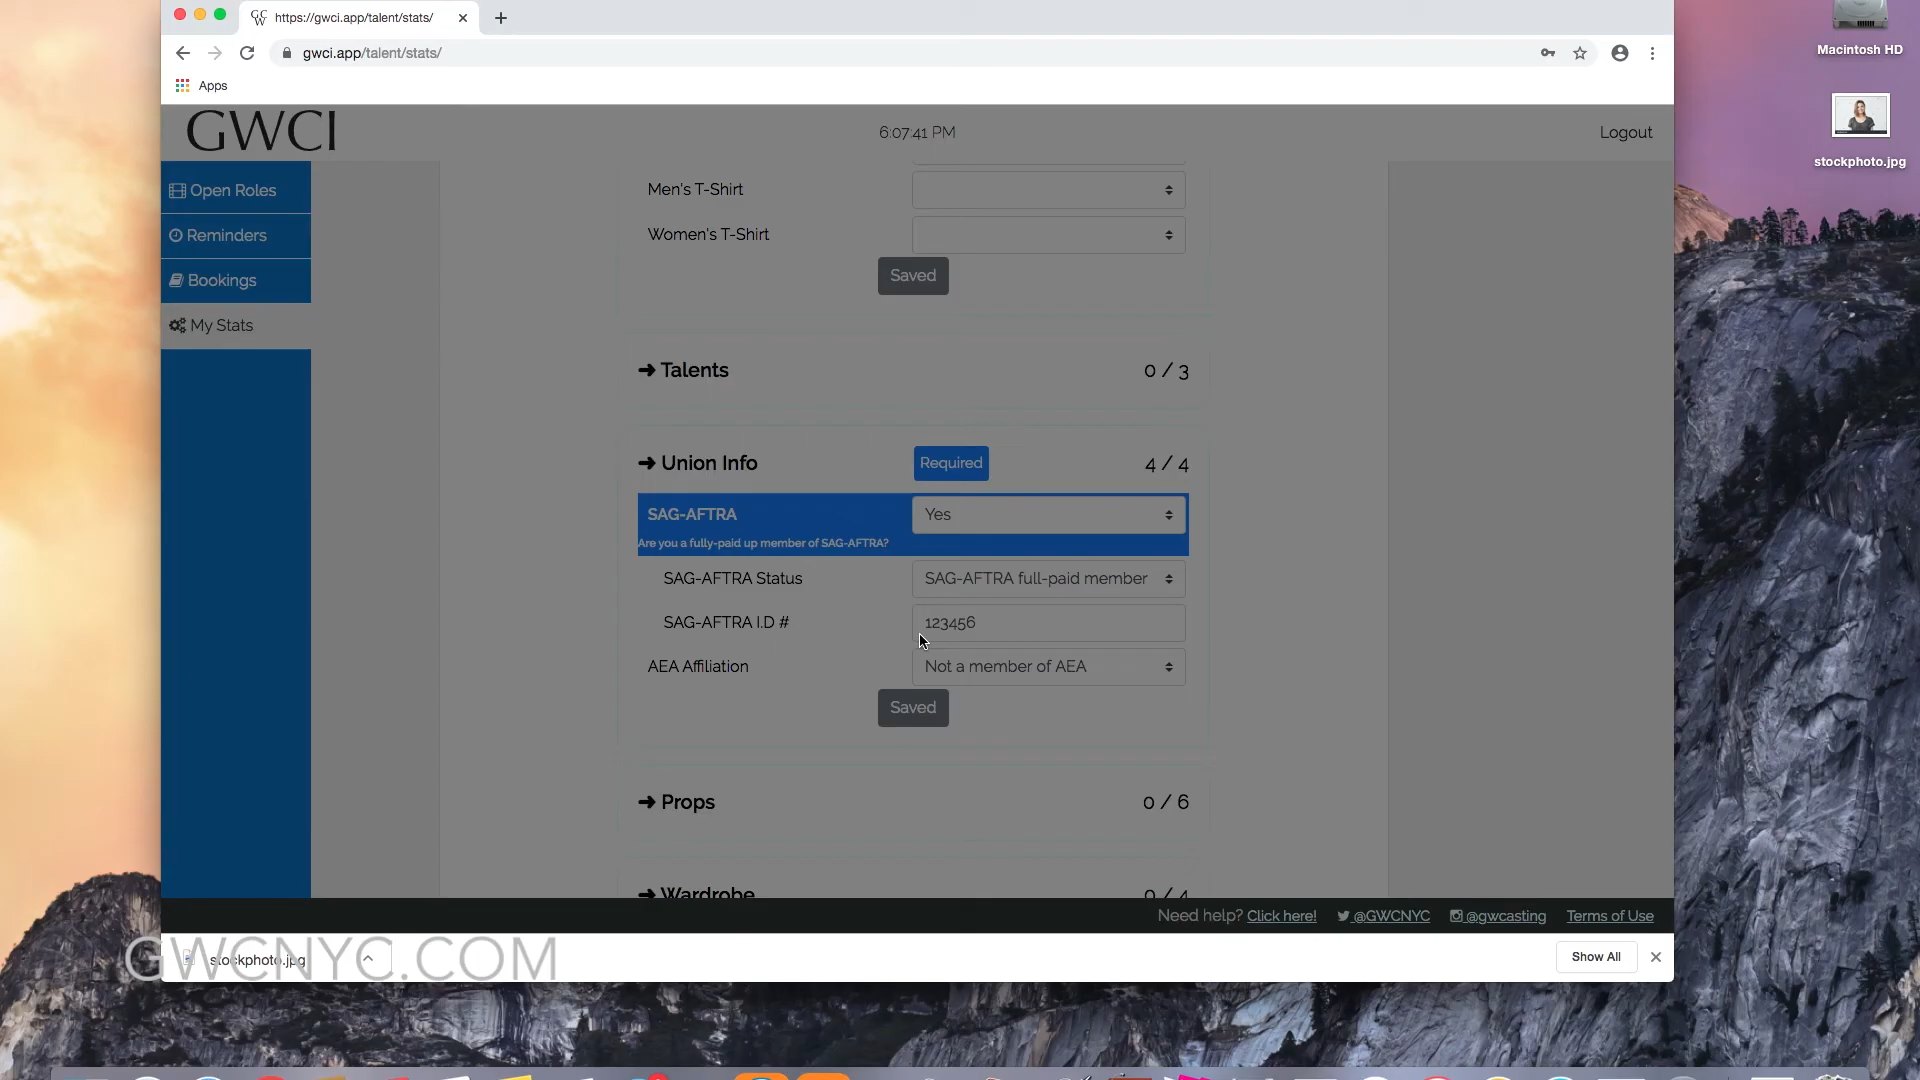 https://gwci.app/talent/stats/
gwci.app/talent/stats/
Apps
Macintosh HD
stockphoto.jpg
GWCI
6:07:41 PM
Logout
Open Roles
Reminders
Bookings
My Stats
Men's T-Shirt
Women's T-Shirt
Saved
➜ Talents 0 / 3
➜ Union Info Required 4 / 4
SAG-AFTRA Yes
Are you a fully-paid up member of SAG-AFTRA?
SAG-AFTRA Status SAG-AFTRA full-paid member
SAG-AFTRA I.D # 123456
AEA Affiliation Not a member of AEA
Saved
➜ Props 0 / 6
➜ Wardrobe 0 / 4
Need help? Click here! @GWCNYC @gwcasting Terms of Use
stockphoto.jpg
GWCNYC.COM
Show All